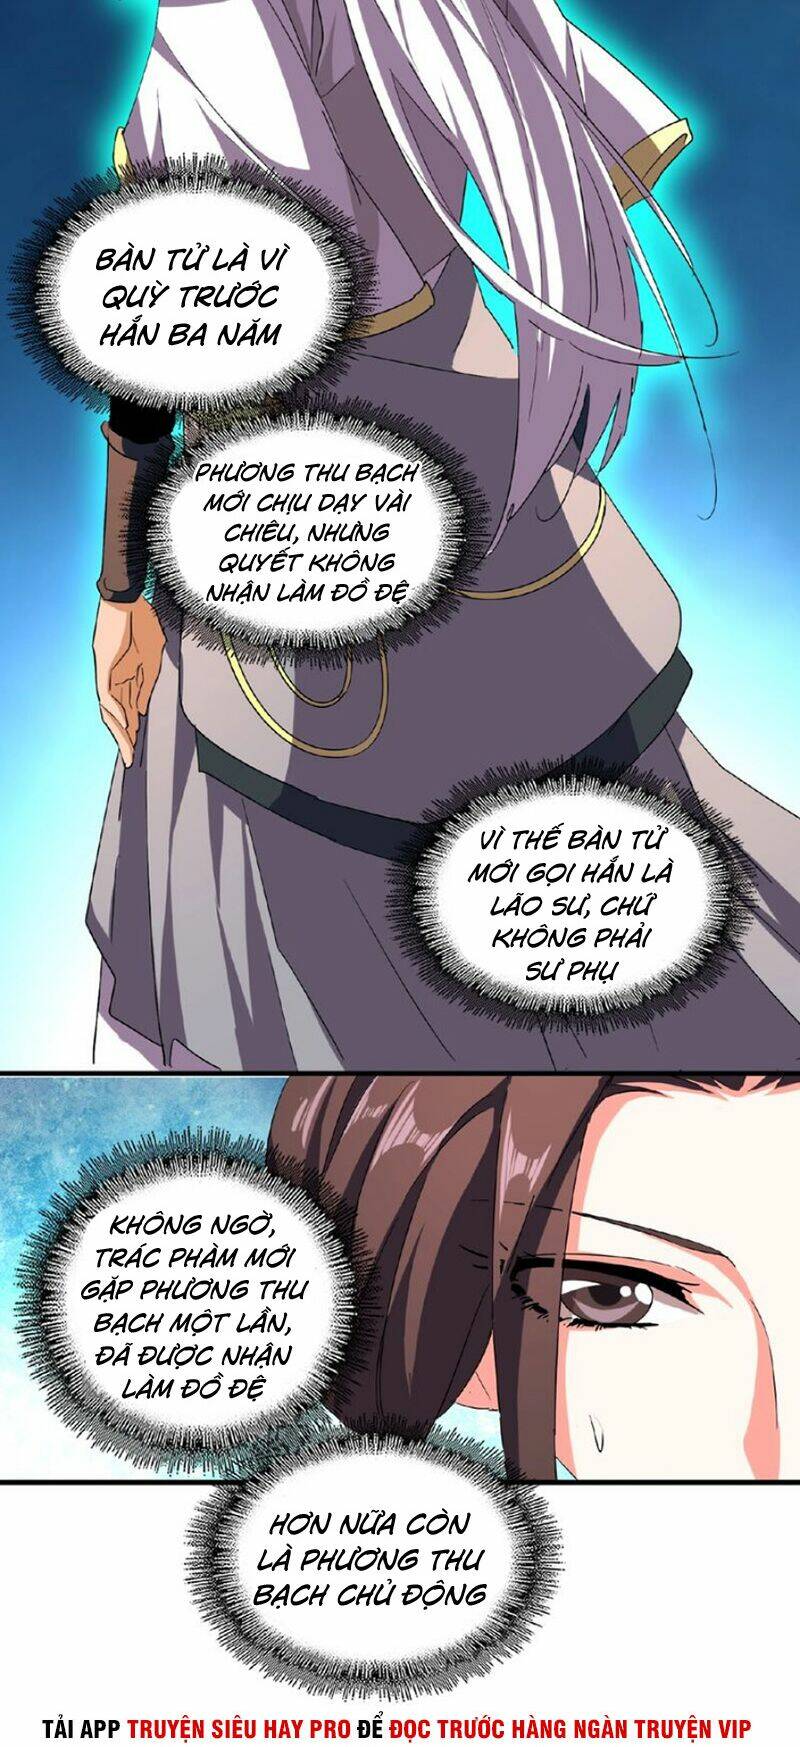 BÀN TỬ LÀ VÌ
QUỲ TRƯỚC
HẮN BA NĂM
PHƯƠNG THU BẠCH
MỚI CHỊU DẠY VÀI
CHIÊU, NHƯNG
QUYẾT KHÔNG
NHẬN LÀM ĐỒ ĐỆ
VÌ THẾ BÀN TỬ
MỚI GỌI HẮN LÀ
LÃO SƯ, CHỨ
KHÔNG PHẢI
SƯ PHỤ
KHÔNG NGỜ,
TRÁC PHÀM MỚI
GẶP PHƯƠNG THU
BẠCH MỘT LẦN,
ĐÃ ĐƯỢC NHẬN
LÀM ĐỒ ĐỆ
HƠN NỮA CÒN
LÀ PHƯƠNG THU
BẠCH CHỦ ĐỘNG
TẢI APP TRUYỆN SIÊU HAY PRO ĐỂ ĐỌC TRƯỚC HÀNG NGÀN TRUYỆN VIP